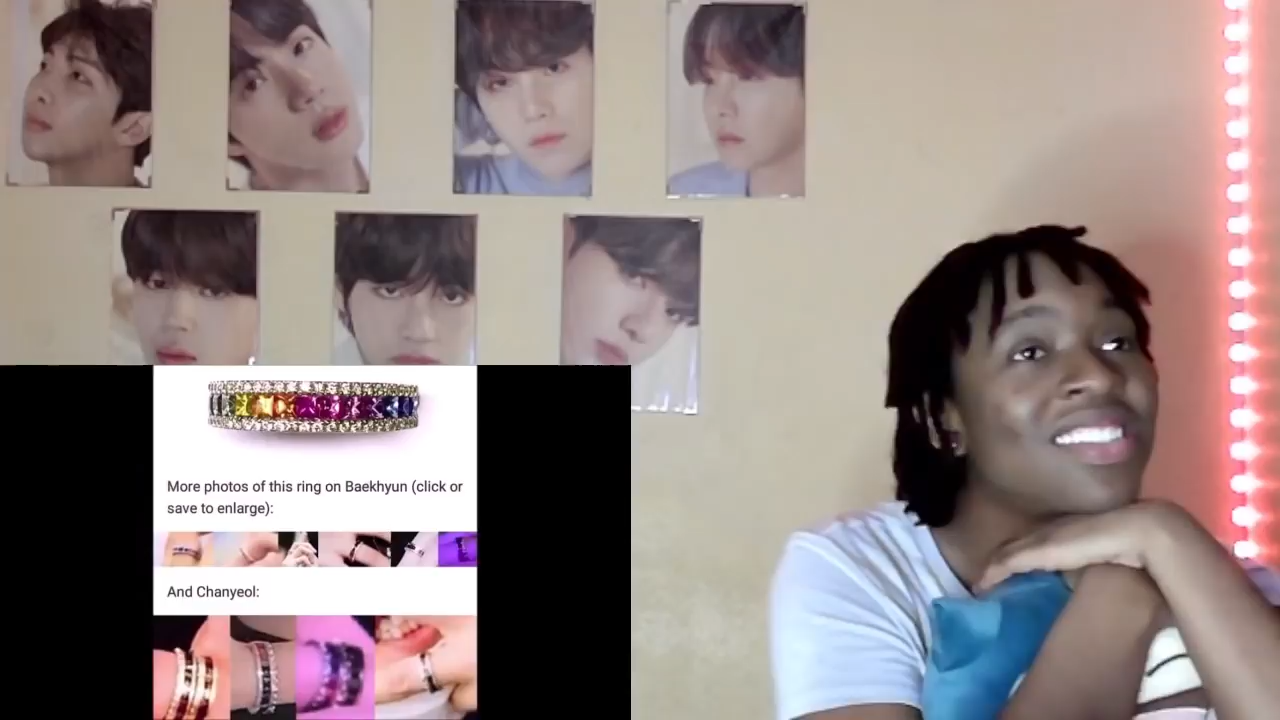 More photos of this ring on Baekhyun (click or
save to enlarge):
And Chanyeol: